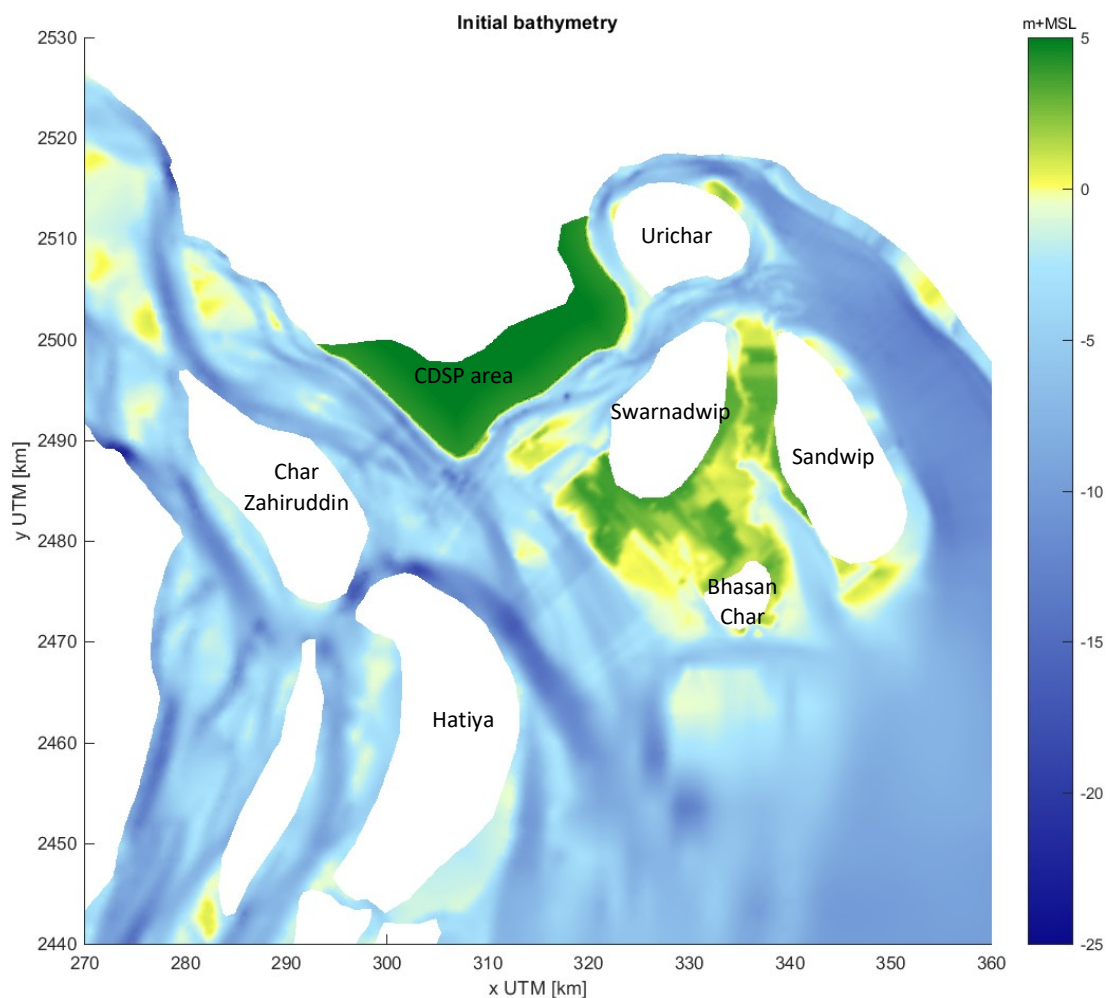 Initial bathymetry
m+MSL
2530
2520
2510
2500
2490
2480
2470
2460
2450
2440
y UTM [km]
270
280
290
300
310
320
330
340
350
360
x UTM [km]
5
0
-5
-10
-15
-20
-25
Urichar
CDSP area
Swarnadwip
Sandwip
Char
Zahiruddin
Bhasan
Char
Hatiya